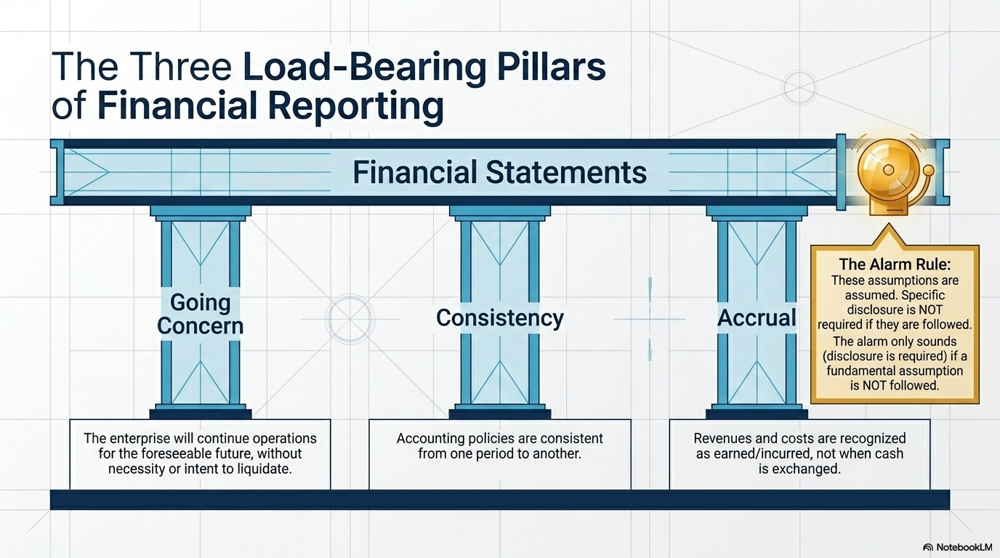 The Three Load-Bearing Pillars
of Financial Reporting
Financial Statements
Going
Concern
Consistency
Accrual
The Alarm Rule:
These assumptions are
assumed. Specific
disclosure is NOT
required if they are followed.
The alarm only sounds
(disclosure is required) if a
fundamental assumption
is NOT followed.
The enterprise will continue operations
for the foreseeable future, without
necessity or intent to liquidate.
Accounting policies are consistent
from one period to another.
Revenues and costs are recognized
as earned/incurred, not when cash
is exchanged.
NotebookLM